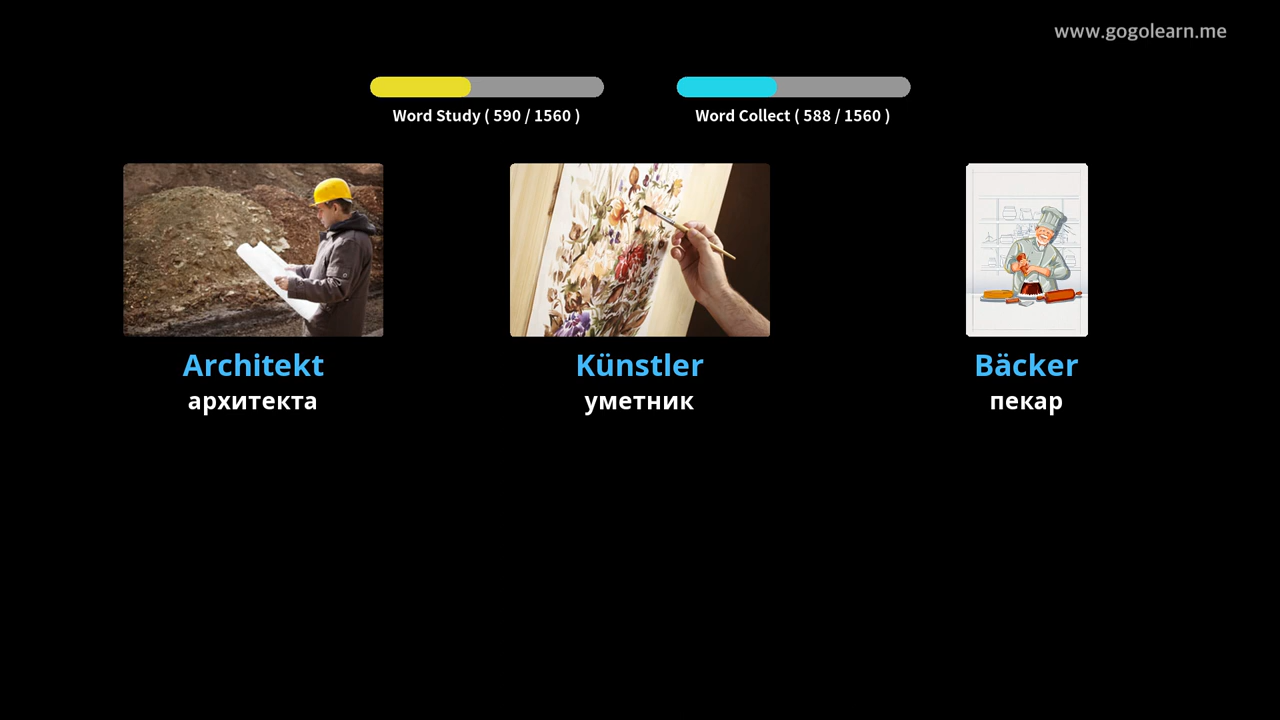 www.gogolearn.me
Word Study ( 590 / 1560 )
Word Collect ( 588 / 1560 )
Architekt
Künstler
Bäcker
архитекта
уметник
пекар